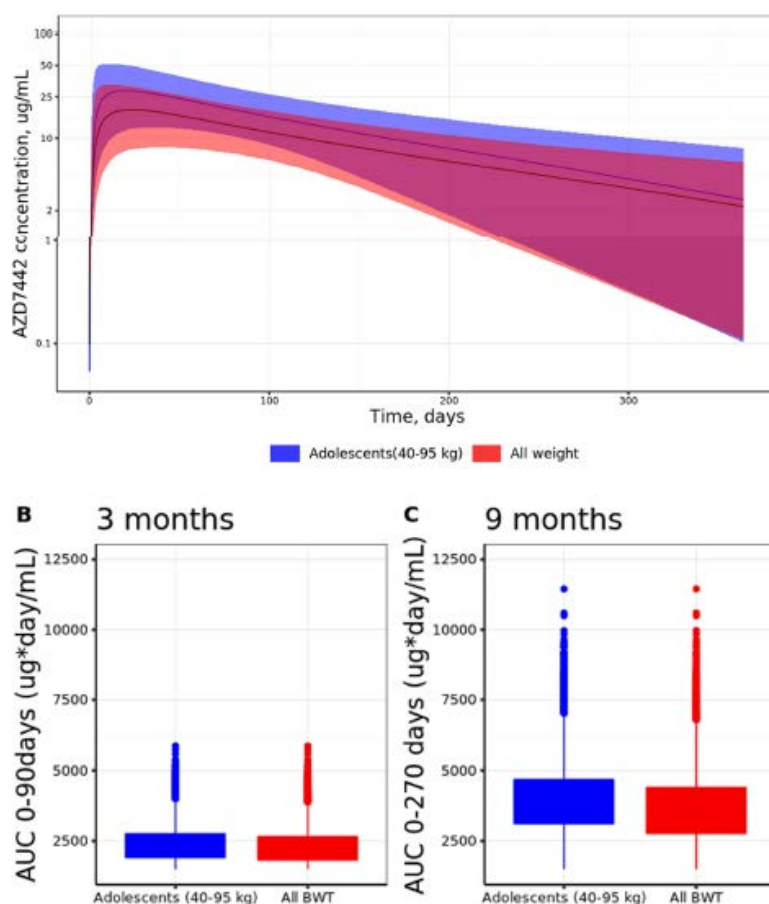 AZD7442 concentration, ug/mL
100
50
25
10
2
1
0.1
0
100
200
300
Time, days
Adolescents(40-95 kg)
All weight
B
3 months
AUC 0-90days (ug*day/mL)
12500
10000
7500
5000
2500
Adolescents (40-95 kg)
All BWT
C
9 months
AUC 0-270 days (ug*day/mL)
12500
10000
7500
5000
2500
Adolescents (40-95 kg)
All BWT